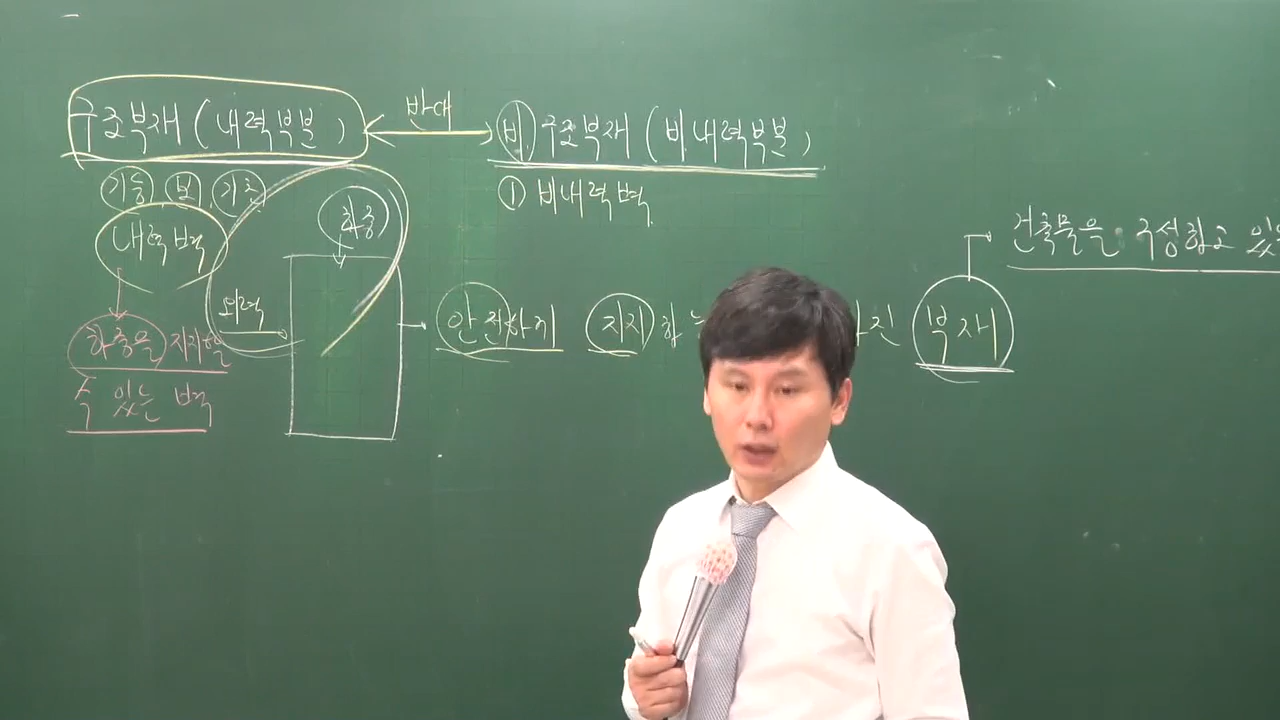 구조부재 (내력부분) 반대 비구조부재 (비내력부분)
기둥 보 기초
① 비내력벽
내력벽
하중
건축물을 구성하고 있
외력
안전하게 지지하는 진 부재
하중을 지지할
수 있는 벽